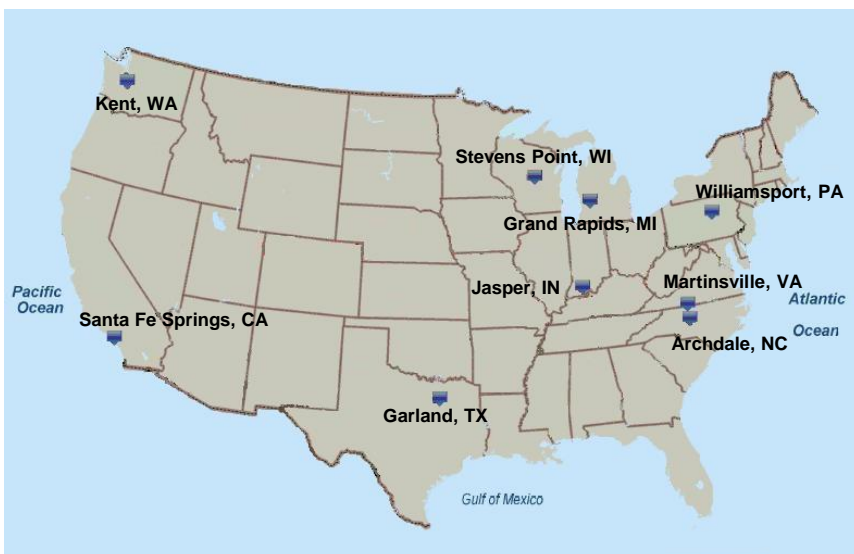 Kent, WA
Stevens Point, WI
Williamsport, PA
Grand Rapids, MI
Jasper, IN
Martinsville, VA
Pacific
Ocean
Atlantic
Ocean
Santa Fe Springs, CA
Archdale, NC
Garland, TX
Gulf of Mexico